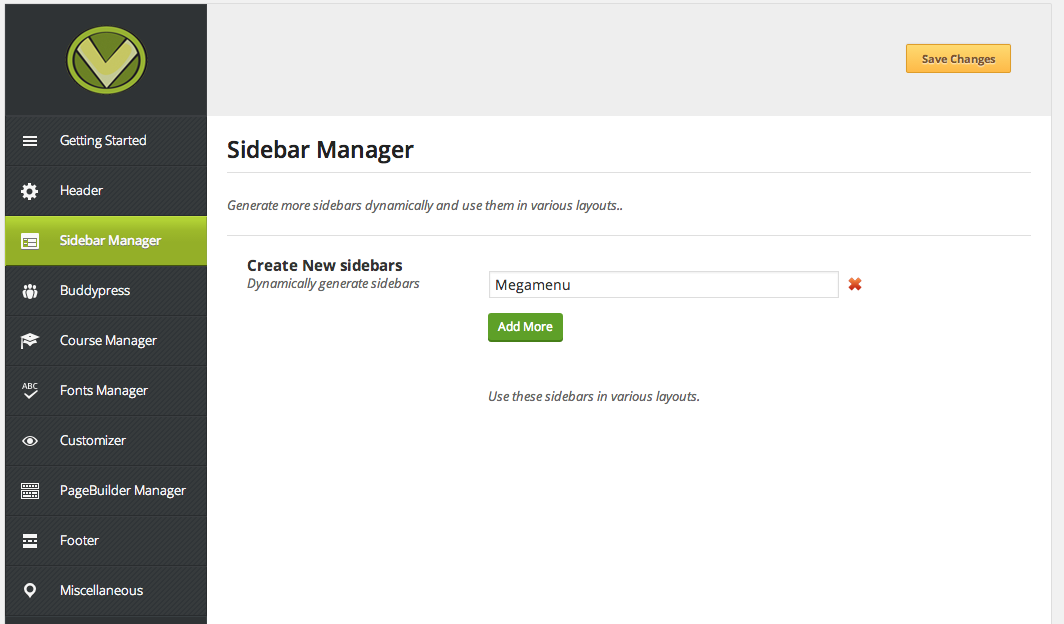 Save Changes
Getting Started
Header
Sidebar Manager
Buddypress
Course Manager
ABC
Fonts Manager
Customizer
PageBuilder Manager
Footer
Miscellaneous
Sidebar Manager
Generate more sidebars dynamically and use them in various layouts..
Create New sidebars
Dynamically generate sidebars
Megamenu
Add More
Use these sidebars in various layouts.